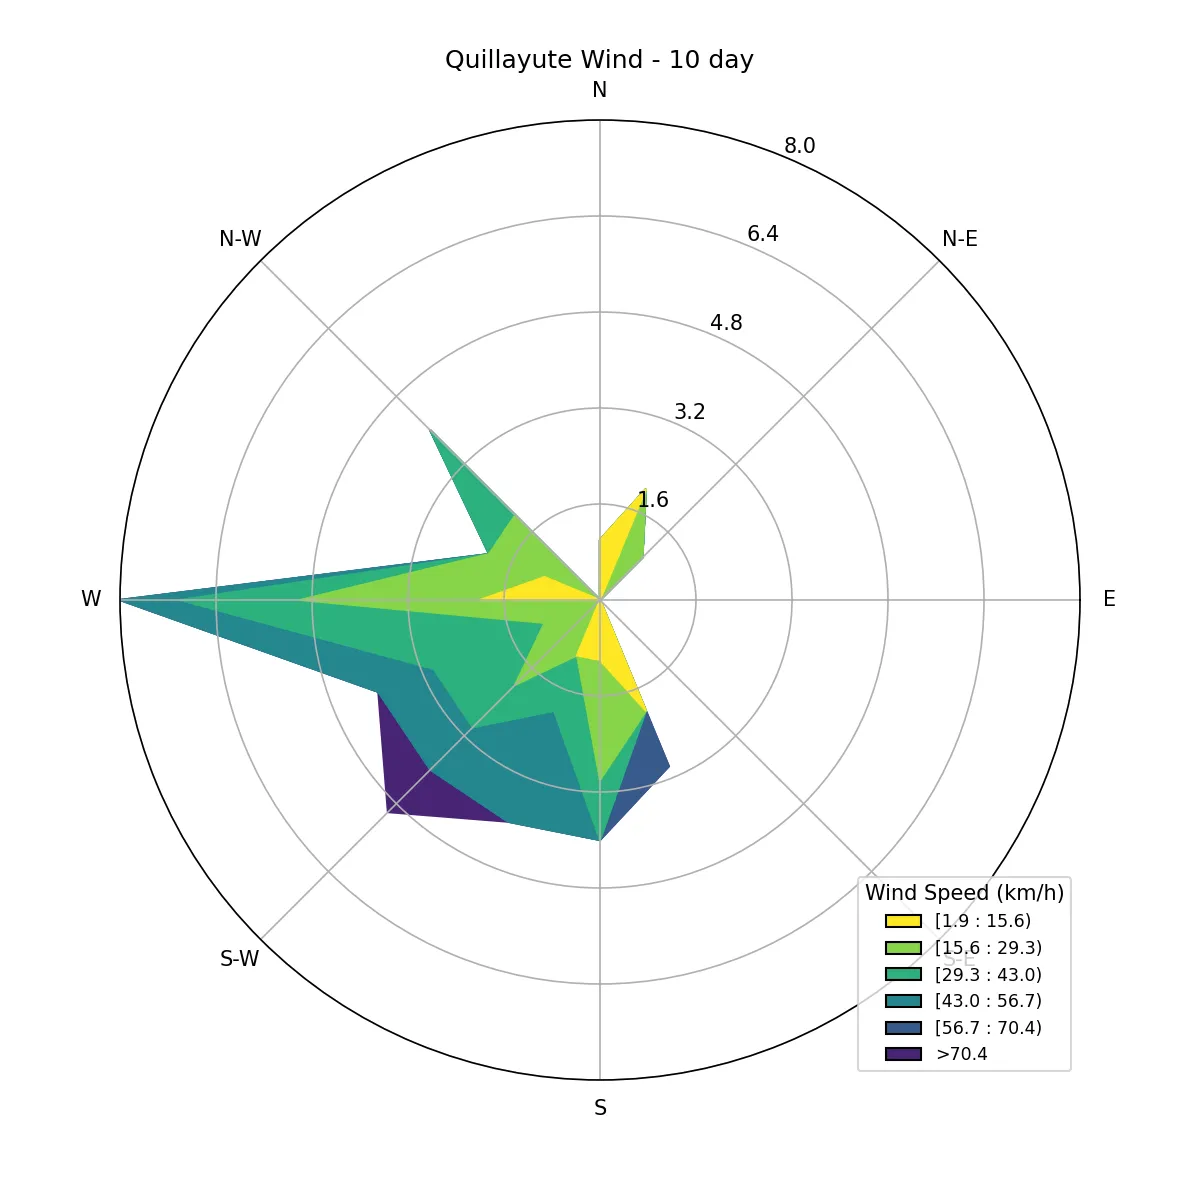 Quillayute Wind - 10 day
N
8.0
6.4
N-W
N-E
4.8
3.2
1.6
W
E
S-W
S-E
S
Wind Speed (km/h)
[1.9 : 15.6)
[15.6 : 29.3)
[29.3 : 43.0)
[43.0 : 56.7)
[56.7 : 70.4)
>70.4